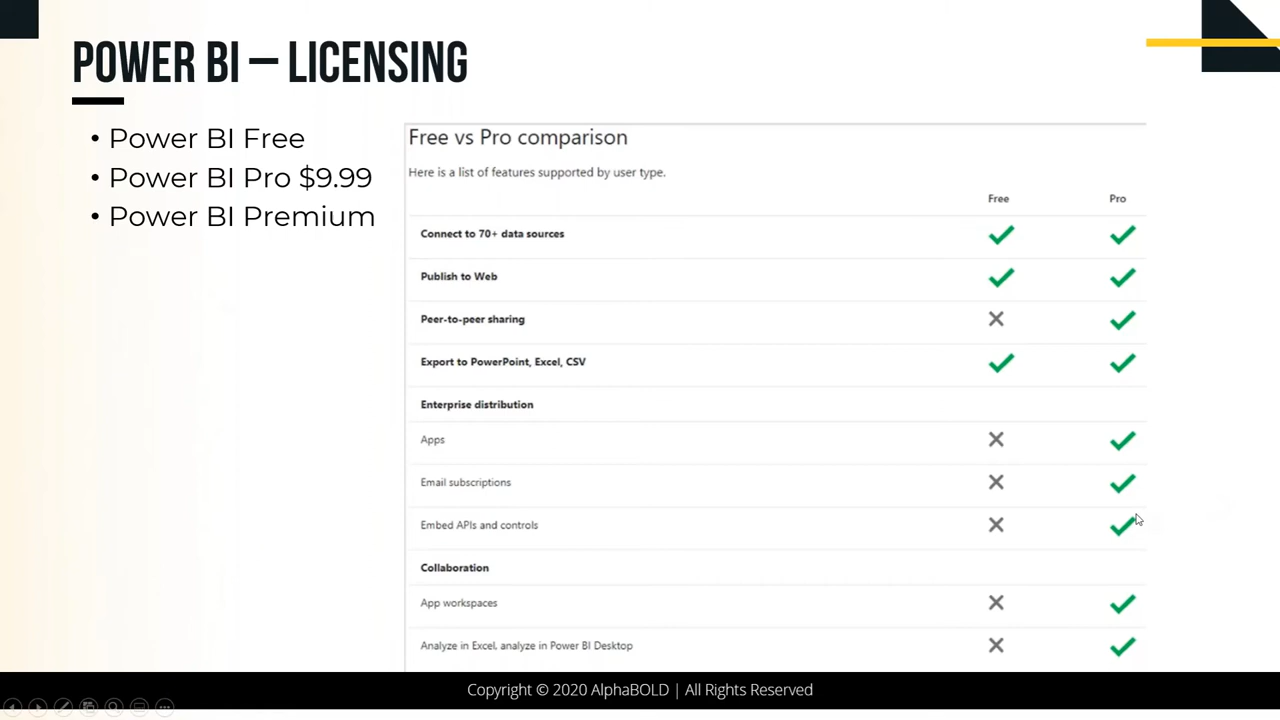 POWER BI – LICENSING
• Power BI Free
• Power BI Pro $9.99
• Power BI Premium
Free vs Pro comparison
Here is a list of features supported by user type.
Free Pro
Connect to 70+ data sources
Publish to Web
Peer-to-peer sharing
Export to PowerPoint, Excel, CSV
Enterprise distribution
Apps
Email subscriptions
Embed APIs and controls
Collaboration
App workspaces
Analyze in Excel, analyze in Power BI Desktop
Copyright © 2020 AlphaBOLD | All Rights Reserved